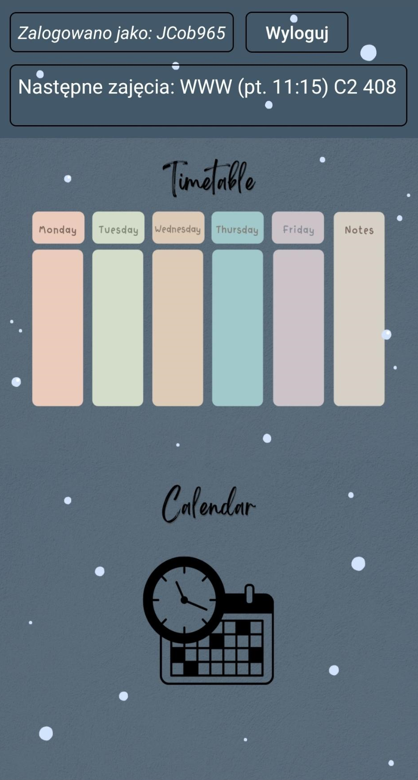 Zalogowano jako: JCob965
Wyloguj
Następne zajęcia: WWW (pt. 11:15) C2 408
Timetable
Monday
Tuesday
Wednesday
Thursday
Friday
Notes
Calendar